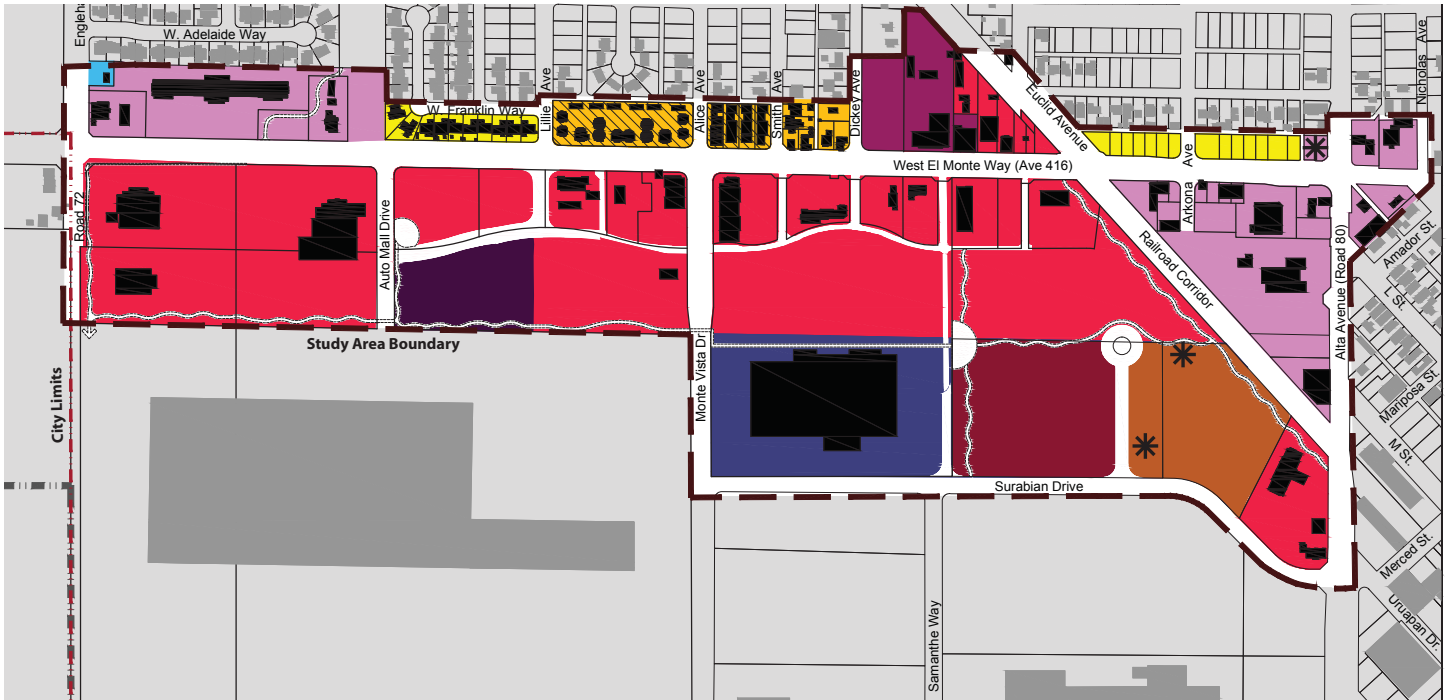 Engleha
W. Adelaide Way
Nicholas Ave
W. Franklin Way
Lillie
Ave
Alice
Ave
Smith
Ave
Dickey Ave
Euclid Avenue
West El Monte Way (Ave 416)
Arkona
Ave
Road 72
Auto Mall Drive
Railroad Corridor
Alta Avenue (Road 80)
Amador St.
L St.
Study Area Boundary
Monte Vista Dr
City Limits
Mariposa St.
M St.
Surabian Drive
Merced St.
Uruapan Dr.
Samanthe Way